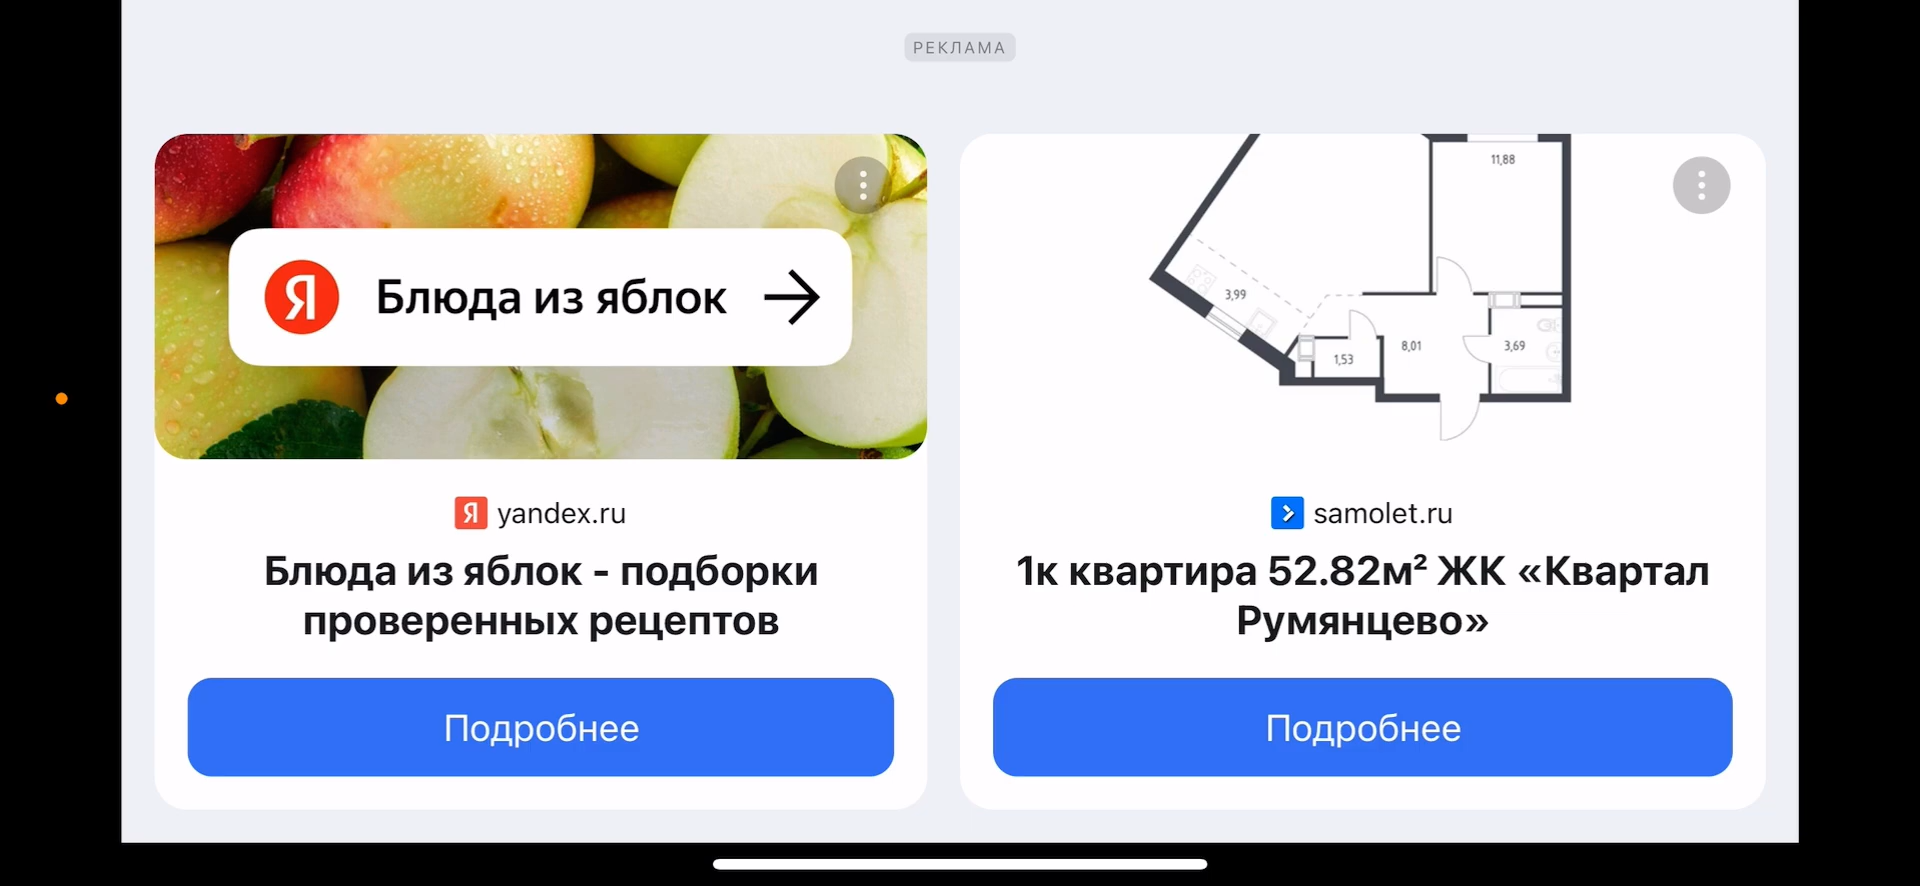 РЕКЛАМА
Я Блюда из яблок →
Я yandex.ru
Блюда из яблок - подборки
проверенных рецептов
Подробнее
11,88
3,99
1,53
8,01
3,69
samolet.ru
1к квартира 52.82м² ЖК «Квартал
Румянцево»
Подробнее